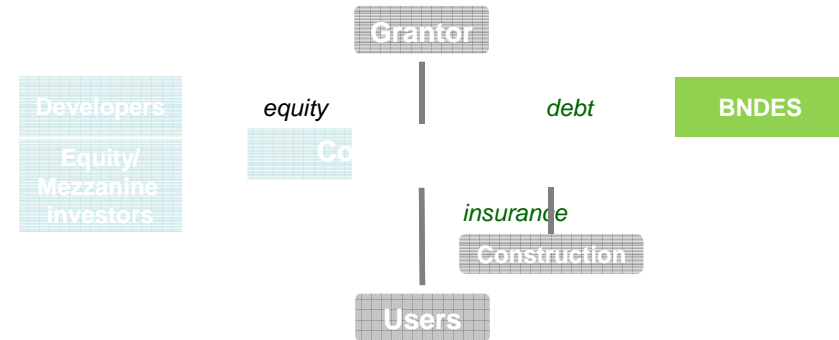 Grantor
Developers
equity
debt
BNDES
Equity/
Mezzanine
investors
Co
insurance
Construction
Users